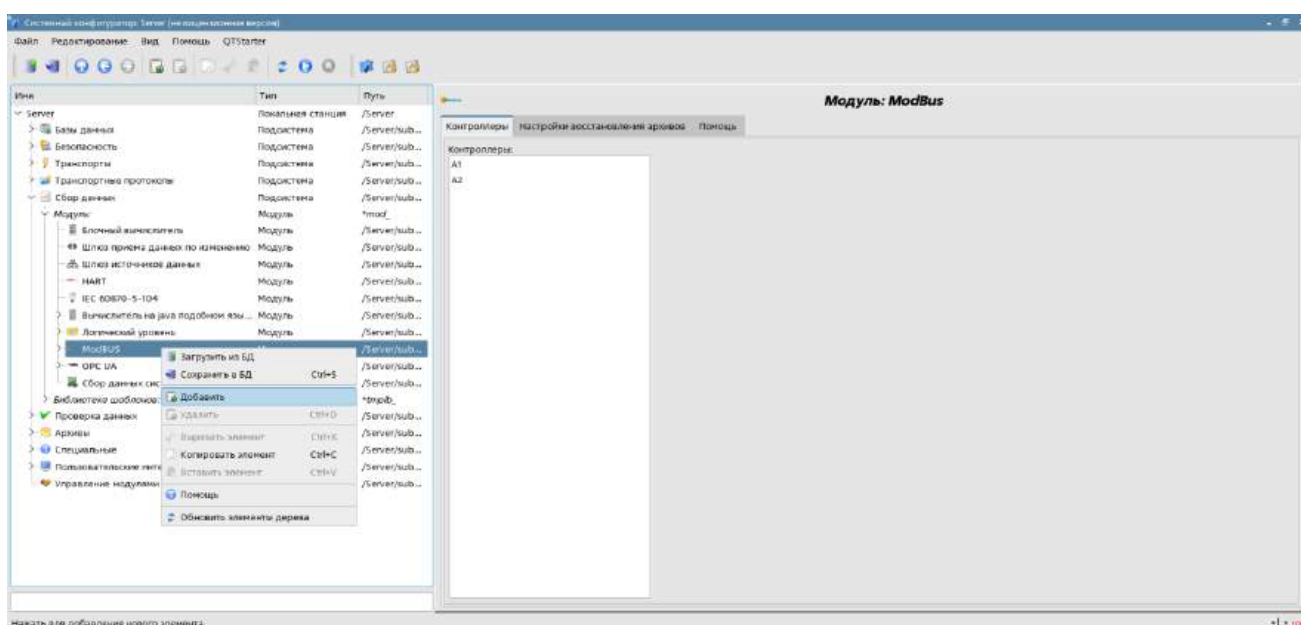 Системный конфигуратор: Server (нелицензионная версия)
Файл Редактирование Вид Помощь QTStarter
Имя Тип Путь
Server Локальная станция /Server
Базы данных Подсистема /Server/sub...
Безопасность Подсистема /Server/sub...
Транспорты Подсистема /Server/sub...
Транспортные протоколы Подсистема /Server/sub...
Сбор данных Подсистема /Server/sub...
Модуль: Модуль *mod_
Блочный вычислитель Модуль /Server/sub...
Шлюз приема данных по изменению Модуль /Server/sub...
Шлюз источников данных Модуль /Server/sub...
HART Модуль /Server/sub...
IEC 60870-5-104 Модуль /Server/sub...
Вычислитель на java подобном язы... Модуль /Server/sub...
Логический уровень Модуль /Server/sub...
ModBUS /Server/sub...
OPC UA /Server/sub...
Сбор данных сис /Server/sub...
Библиотека шаблонов: *tmplb_
Проверка данных /Server/sub...
Архивы /Server/sub...
Специальные /Server/sub...
Пользовательские инте /Server/sub...
Управление модулями /Server/sub...
Загрузить из БД
Сохранить в БД Ctrl+S
Добавить
Удалить Ctrl+D
Вырезать элемент Ctrl+X
Копировать элемент Ctrl+C
Вставить элемент Ctrl+V
Помощь
Обновить элементы дерева
Модуль: ModBus
Контроллеры Настройки восстановления архивов Помощь
Контроллеры:
A1
A2
Нажать для добавления нового элемента.